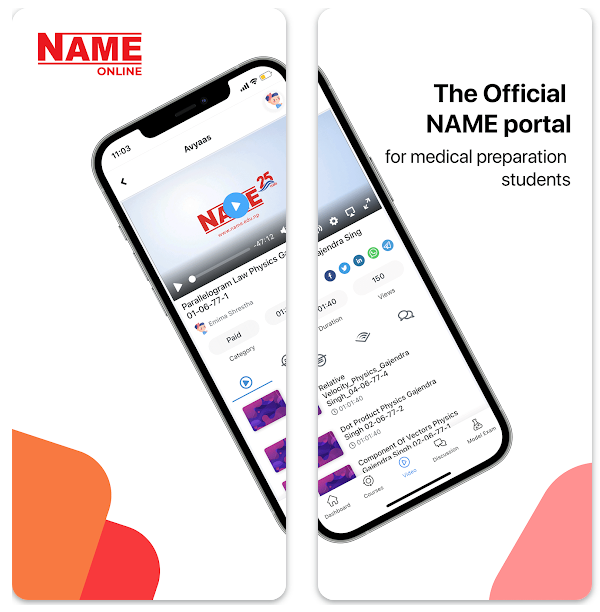 NAME
ONLINE
The Official
NAME portal
for medical preparation
students
11:03
Avyaas
NAME 25
www.name.edu.np
-47:12
Parallelogram Law Physics Ga
jendra Sing
01-06-77-1
Emima Shrestha
Paid
01-
01:40
150
Category
Duration
Views
Relative
Velocity_Physics_Gajendra
Singh_04-06-77-4
01:01:40
Dot Product Physics Gajendra
Singh 02-06-77-2
01:01:40
Component Of Vectors Physics
Gajendra Singh 02-06-77-1
Dashboard
Courses
Video
Discussion
Model Exam